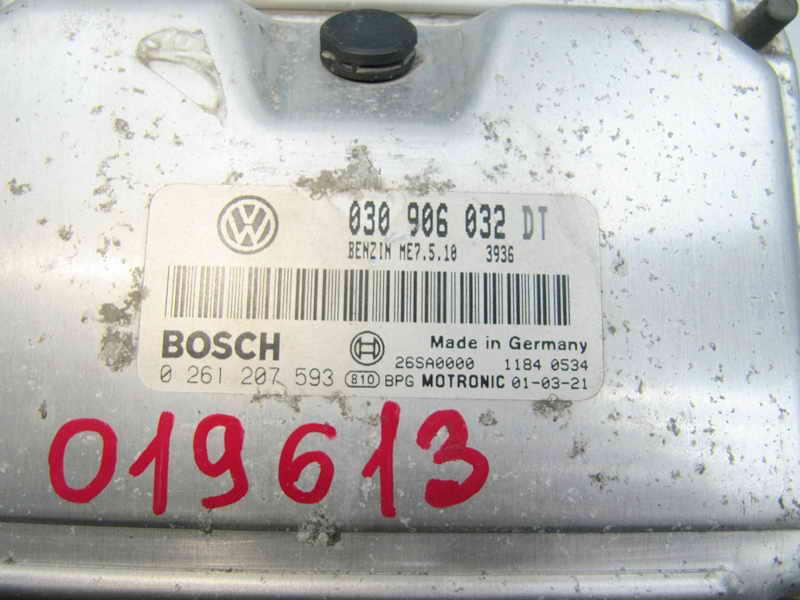 VW
030 906 032 DT
BENZIN ME7.5.10 3936
BOSCH
Made in Germany
26SA0000 1184 0534
0 261 207 593 810 BPG MOTRONIC 01-03-21
019613